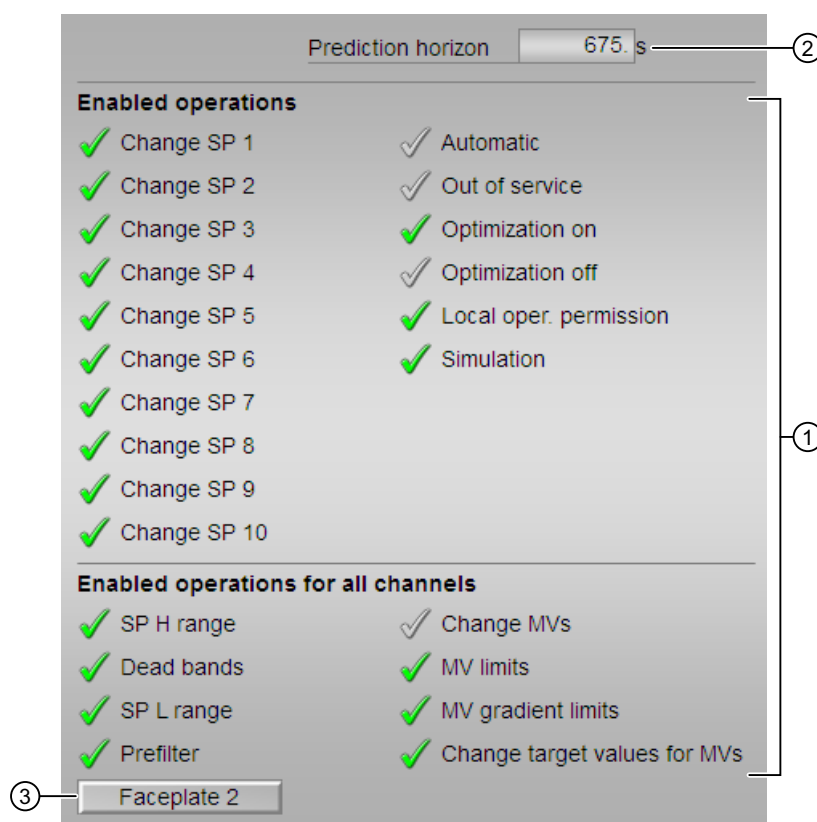 Prediction horizon 675. s ②
Enabled operations
Change SP 1 Automatic
Change SP 2 Out of service
Change SP 3 Optimization on
Change SP 4 Optimization off
Change SP 5 Local oper. permission
Change SP 6 Simulation
Change SP 7
Change SP 8
①
Change SP 9
Change SP 10
Enabled operations for all channels
SP H range Change MVs
Dead bands MV limits
SP L range MV gradient limits
Prefilter Change target values for MVs
③ Faceplate 2